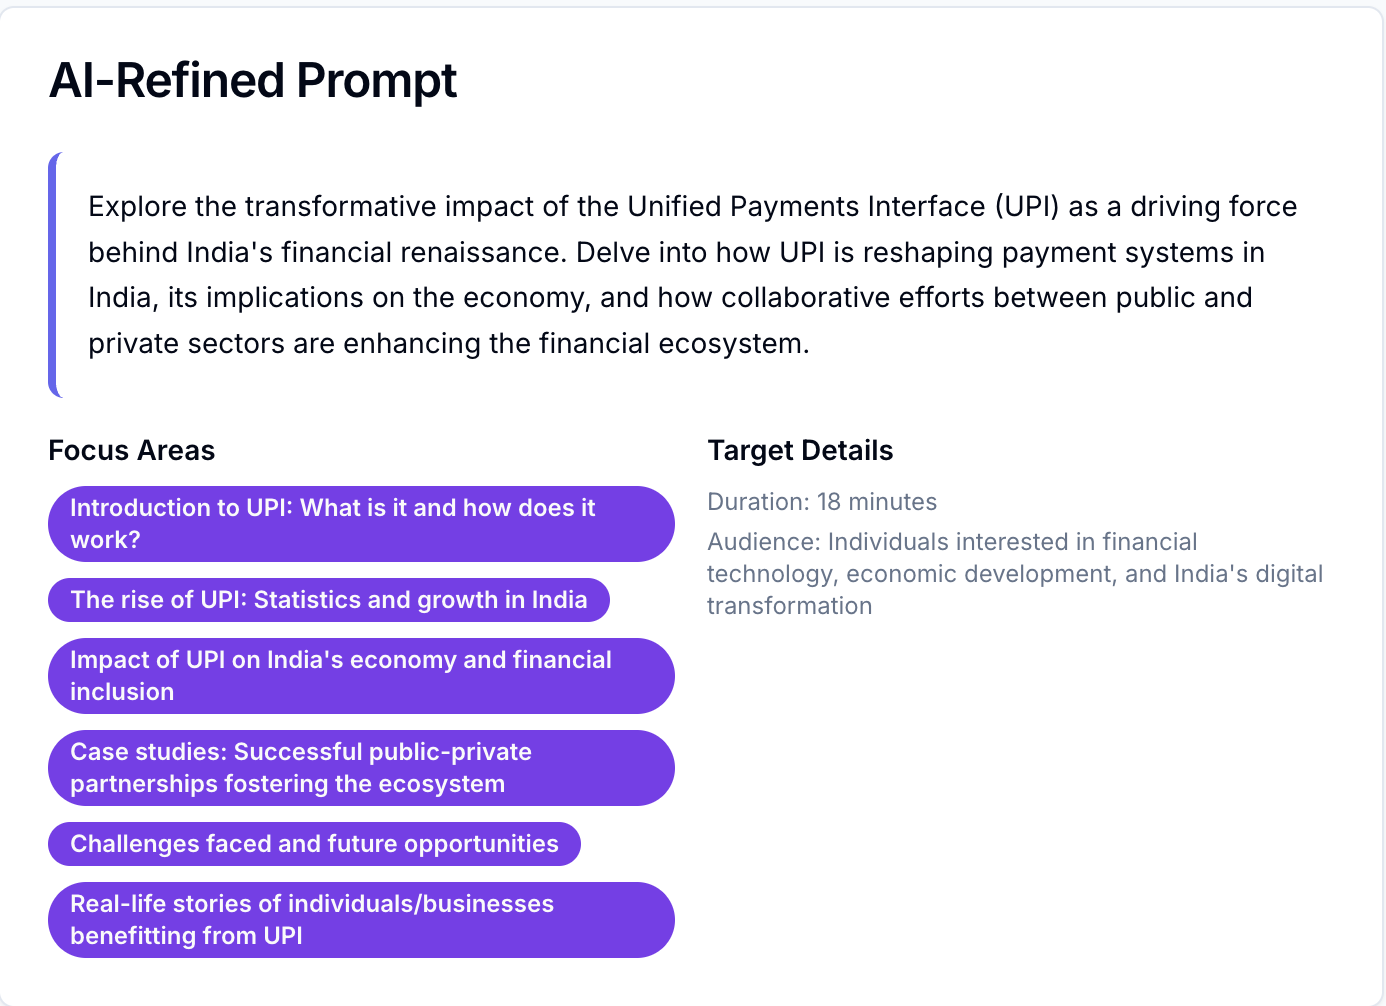 AI-Refined Prompt
Explore the transformative impact of the Unified Payments Interface (UPI) as a driving force
behind India's financial renaissance. Delve into how UPI is reshaping payment systems in
India, its implications on the economy, and how collaborative efforts between public and
private sectors are enhancing the financial ecosystem.
Focus Areas
Introduction to UPI: What is it and how does it
work?
The rise of UPI: Statistics and growth in India
Impact of UPI on India's economy and financial
inclusion
Case studies: Successful public-private
partnerships fostering the ecosystem
Challenges faced and future opportunities
Real-life stories of individuals/businesses
benefitting from UPI
Target Details
Duration: 18 minutes
Audience: Individuals interested in financial
technology, economic development, and India's digital
transformation